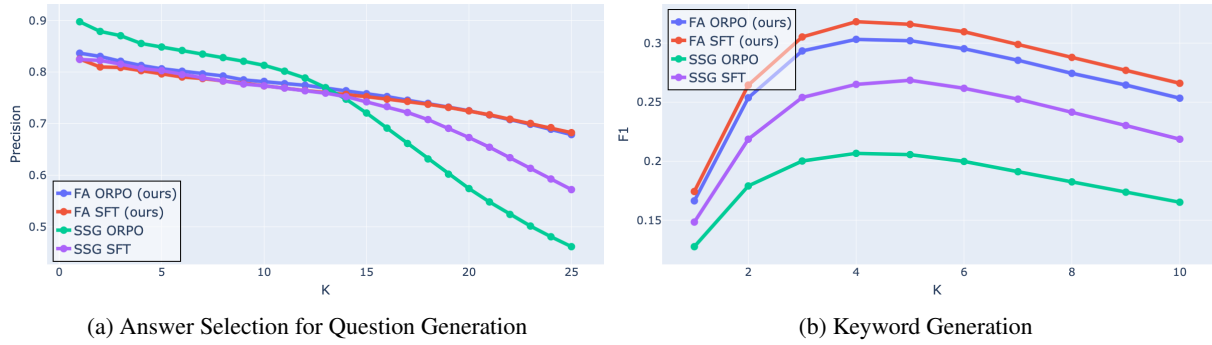 0.9
0.8
0.7
0.6
0.5
Precision
FA ORPO (ours)
FA SFT (ours)
SSG ORPO
SSG SFT
0
5
10
15
20
25
K
(a) Answer Selection for Question Generation
0.3
0.25
0.2
0.15
F1
FA ORPO (ours)
FA SFT (ours)
SSG ORPO
SSG SFT
2
4
6
8
10
K
(b) Keyword Generation